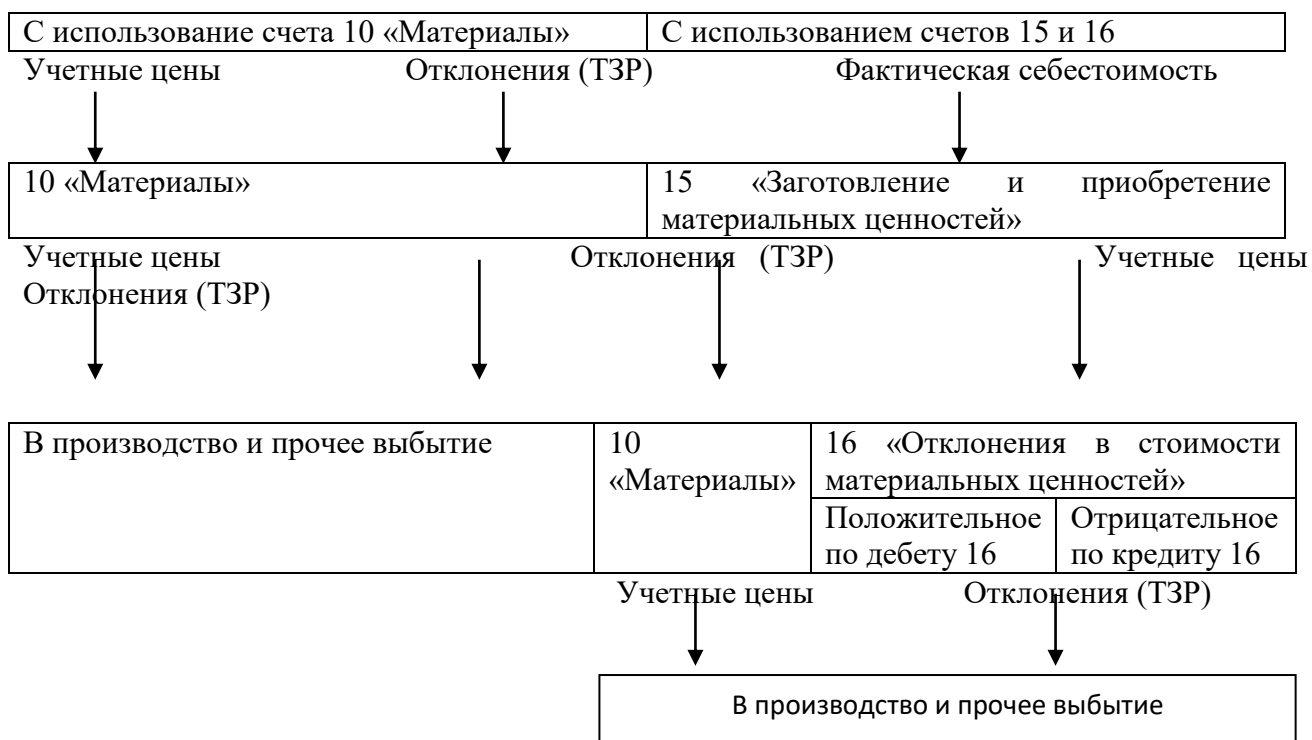 С использование счета 10 «Материалы» С использованием счетов 15 и 16
Учетные цены Отклонения (ТЗР) Фактическая себестоимость
10 «Материалы» 15 «Заготовление и приобретение
материальных ценностей»
Учетные цены Отклонения (ТЗР) Учетные цены
Отклонения (ТЗР)
В производство и прочее выбытие 10 16 «Отклонения в стоимости
«Материалы» материальных ценностей»
Положительное Отрицательное
по дебету 16 по кредиту 16
Учетные цены Отклонения (ТЗР)
В производство и прочее выбытие